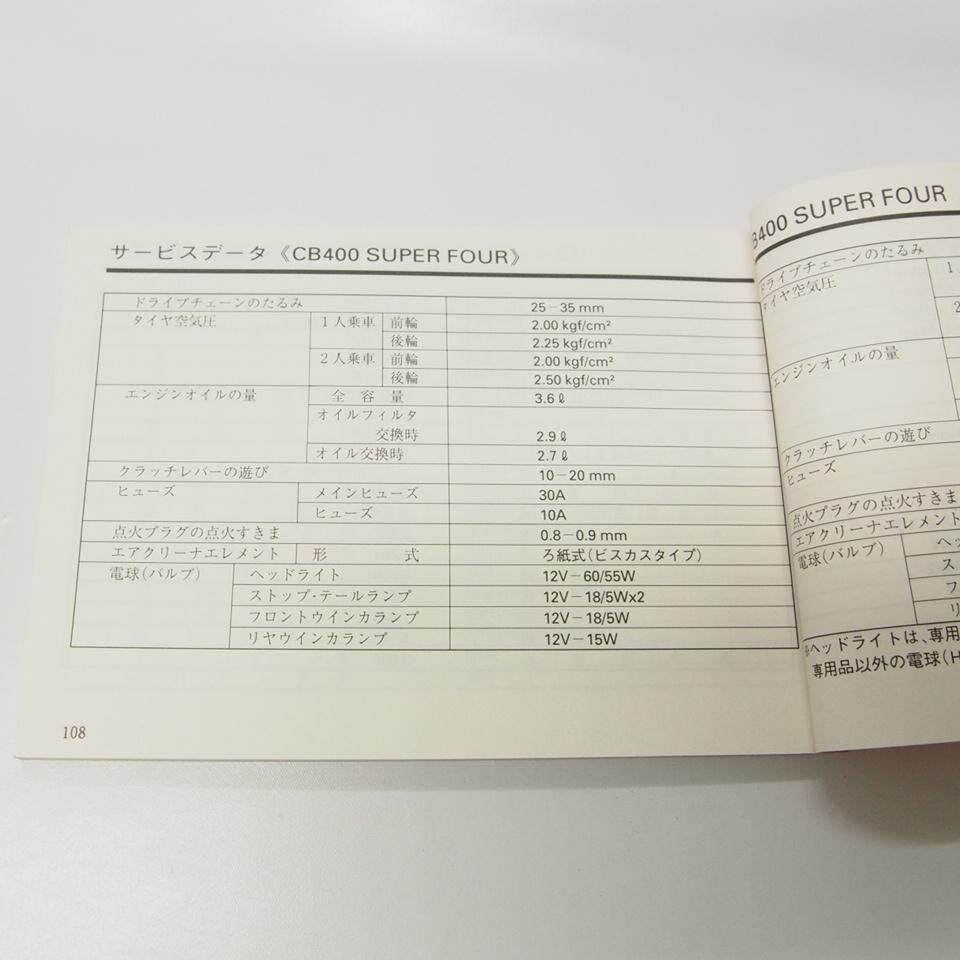 サービスデータ《CB400 SUPER FOUR》
ドライブチェーンのたるみ 25－35 mm
タイヤ空気圧 1人乗車 前輪 2.00 kgf/cm²
後輪 2.25 kgf/cm²
2人乗車 前輪 2.00 kgf/cm²
後輪 2.50 kgf/cm²
エンジンオイルの量 全容量 3.6ℓ
オイルフィルタ
交換時 2.9ℓ
オイル交換時 2.7ℓ
クラッチレバーの遊び 10－20 mm
ヒューズ メインヒューズ 30A
ヒューズ 10A
点火プラグの点火すきま 0.8－0.9 mm
エアクリーナエレメント 形式 ろ紙式(ビスカスタイプ)
電球(バルブ) ヘッドライト 12V－60/55W
ストップ・テールランプ 12V－18/5Wx2
フロントウインカランプ 12V－18/5W
リヤウインカランプ 12V－15W
108
B400 SUPER FOUR
ドライブチェーンのたるみ
タイヤ空気圧 1
2
エンジンオイルの量
クラッチレバーの遊び
ヒューズ
点火プラグの点火すきま
エアクリーナエレメント
電球(バルブ) ヘッ
ス
フ
リ
※ヘッドライトは、専用
専用品以外の電球(H